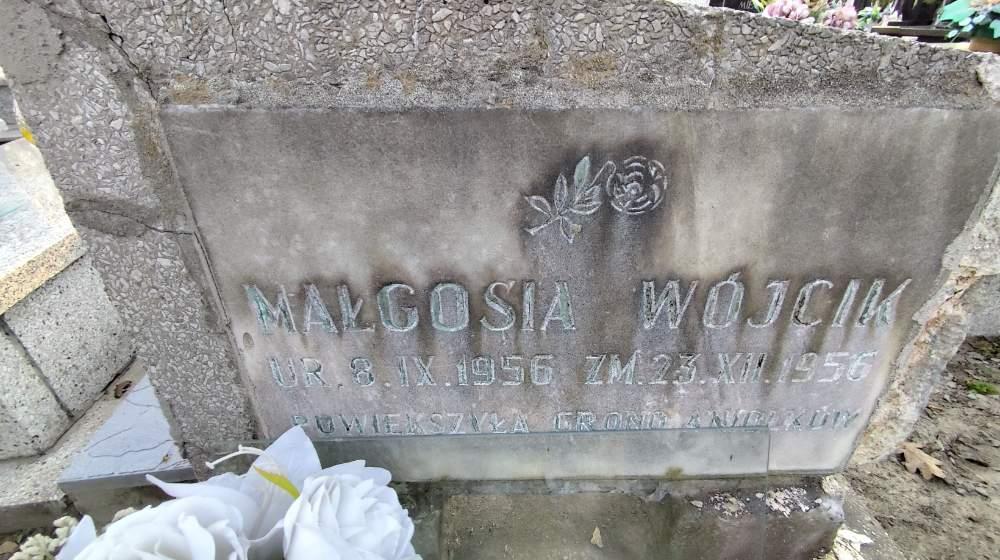 MAŁGOSIA WÓJCIK
UR. 8.IX.1956 ZM. 23.XII.1956
POWIĘKSZYŁA GRONO ANIOŁKÓW